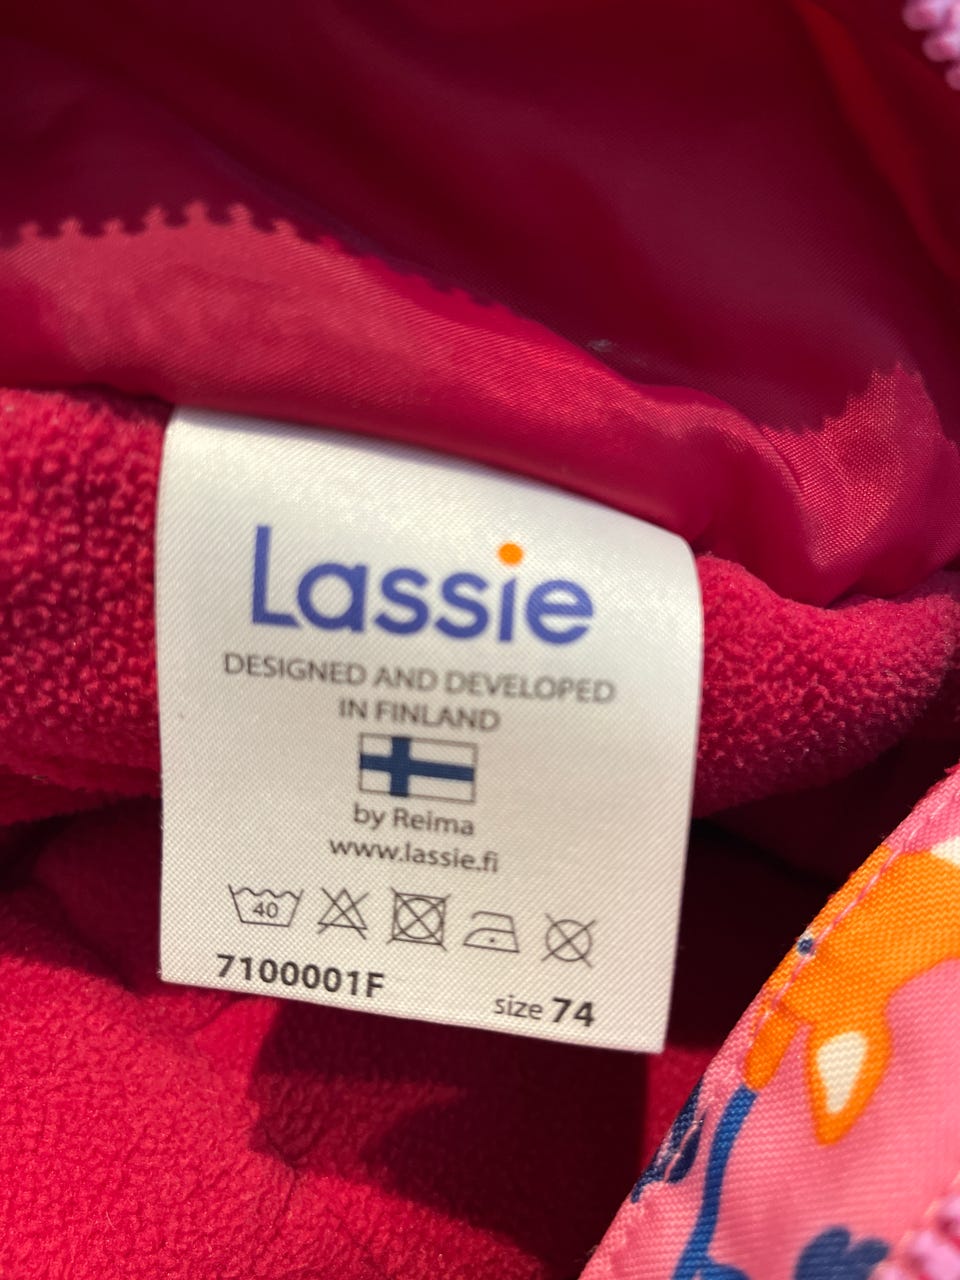 Lassie
DESIGNED AND DEVELOPED
IN FINLAND
by Reima
www.lassie.fi
40
7100001F
size 74